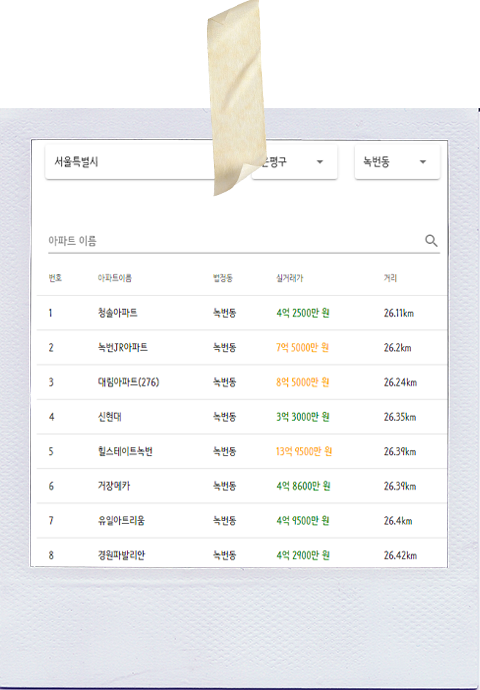 서울특별시 은평구 녹번동
아파트 이름
번호 아파트이름 법정동 실거래가 거리
1 청솔아파트 녹번동 4억 2500만 원 26.11km
2 녹번JR아파트 녹번동 7억 5000만 원 26.2km
3 대림아파트(276) 녹번동 8억 5000만 원 26.24km
4 신현대 녹번동 3억 3000만 원 26.35km
5 힐스테이트녹번 녹번동 13억 9500만 원 26.39km
6 거장메카 녹번동 4억 8600만 원 26.39km
7 유일아트리움 녹번동 4억 9500만 원 26.4km
8 경원파발리안 녹번동 4억 2900만 원 26.42km